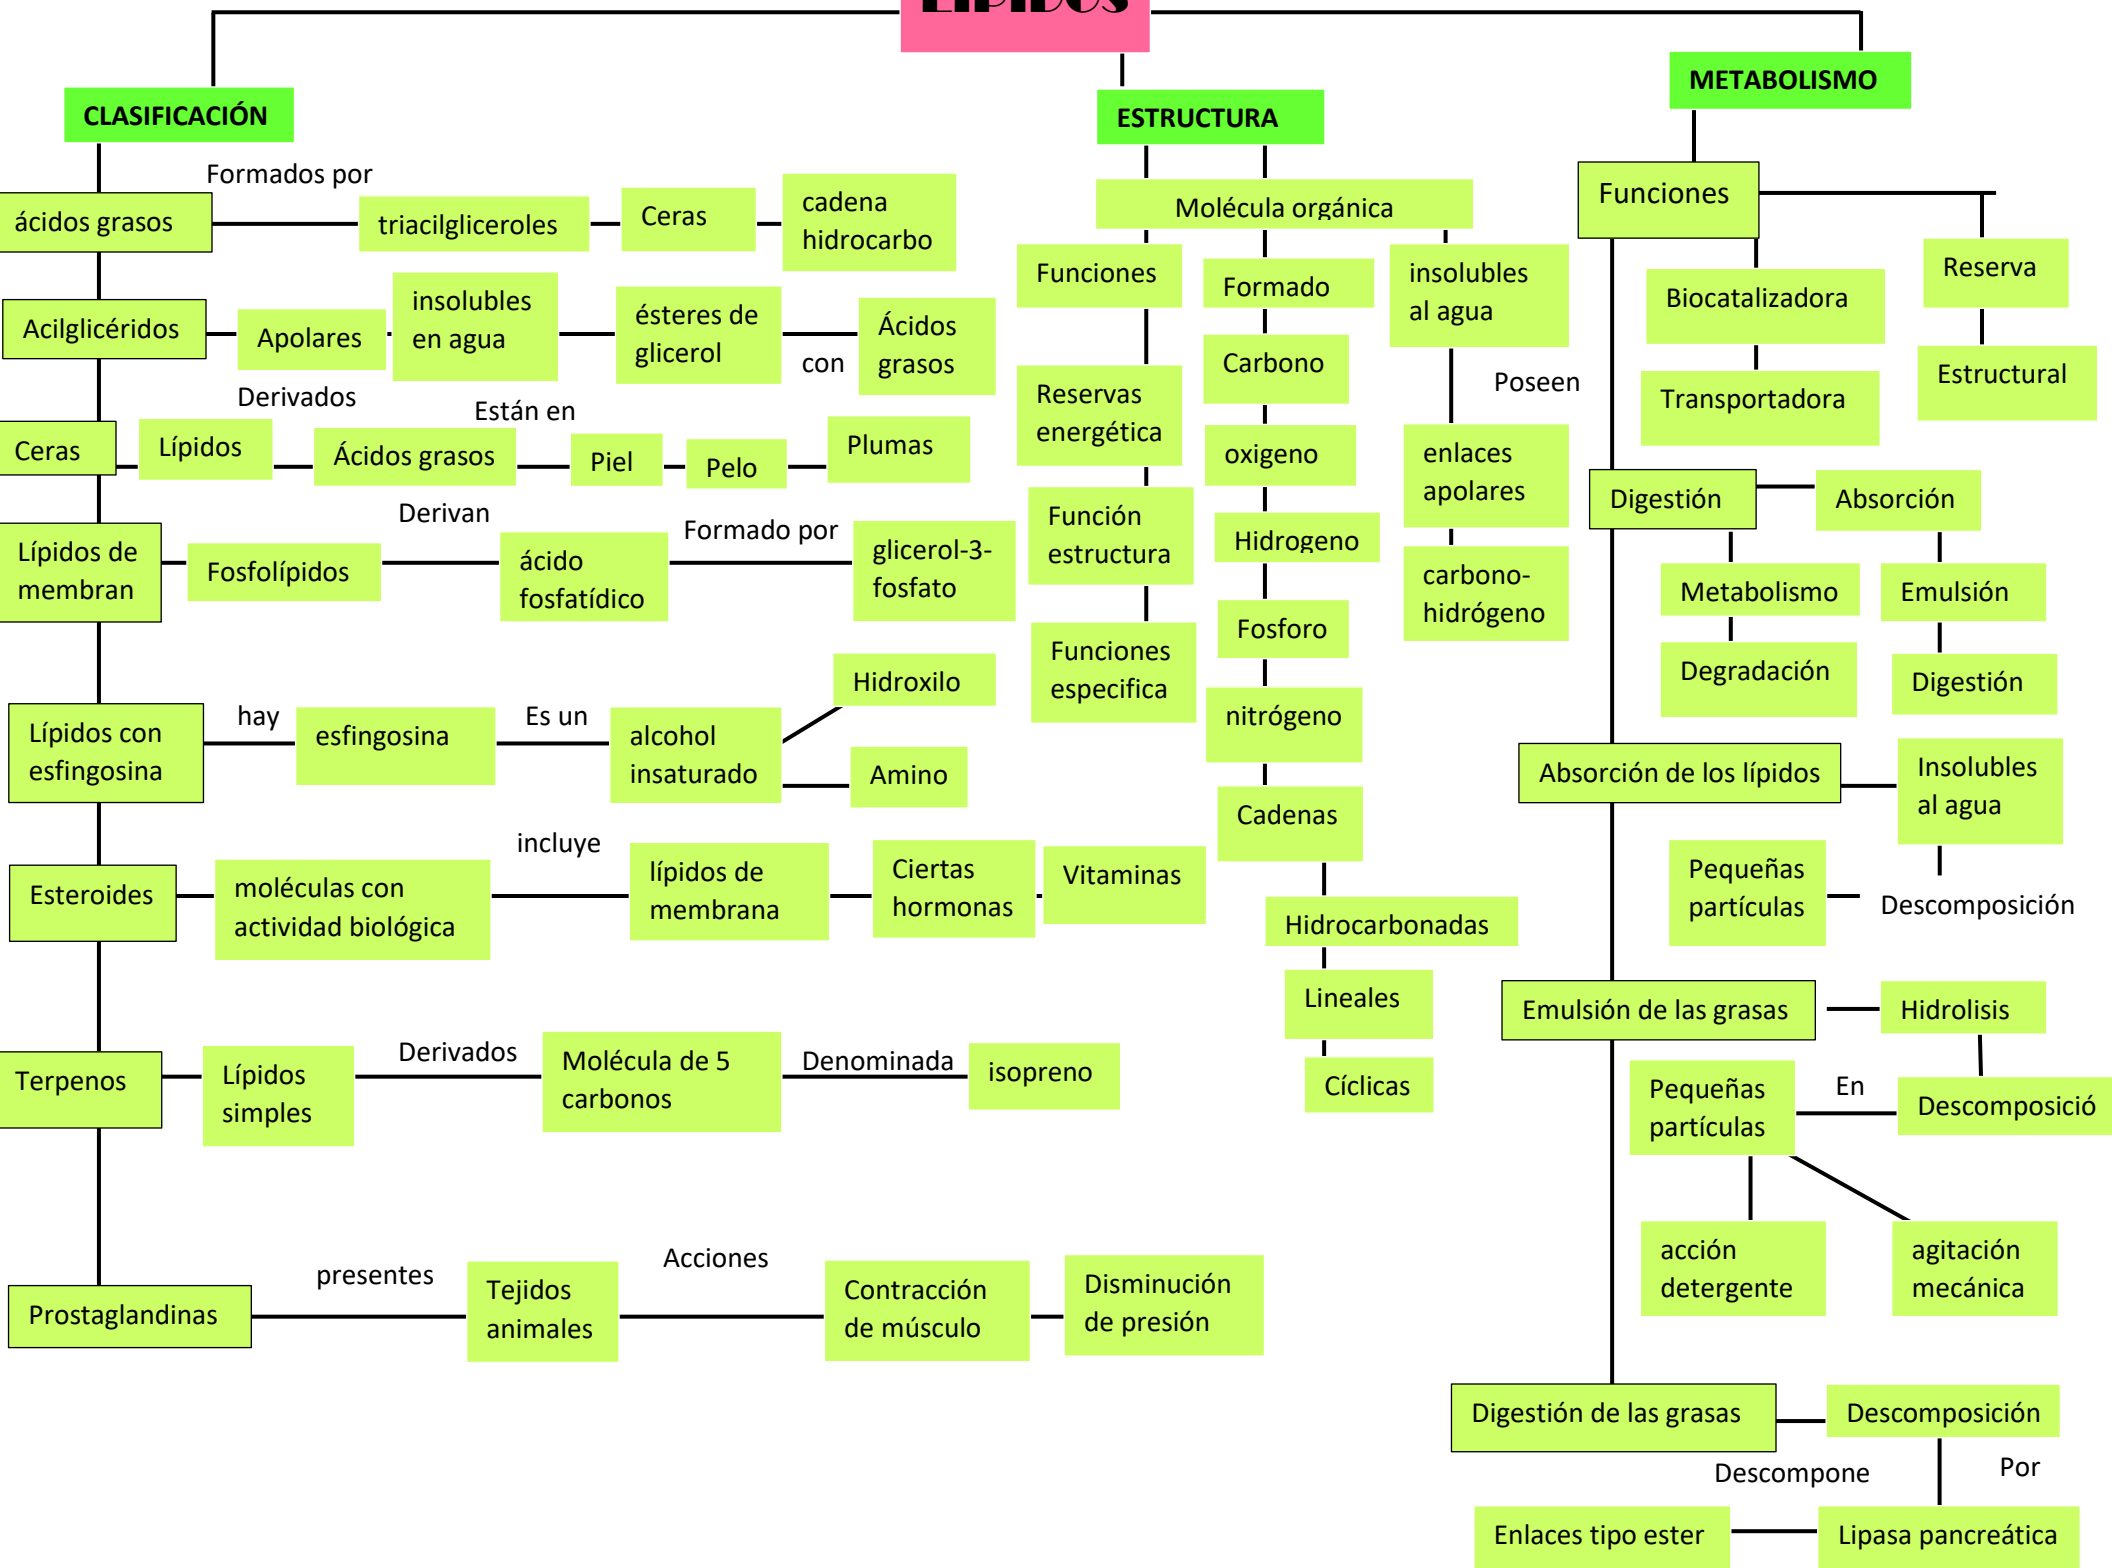 LÍPIDOS
CLASIFICACIÓN
Formados por
ácidos grasos
triacilgliceroles
Ceras
cadena
hidrocarbo
Acilglicéridos
Apolares
insolubles
en agua
ésteres de
glicerol
con
Ácidos
grasos
Derivados
Están en
Ceras
Lípidos
Ácidos grasos
Piel
Pelo
Plumas
Derivan
Formado por
Lípidos de
membran
Fosfolípidos
ácido
fosfatídico
glicerol-3-
fosfato
Lípidos con
esfingosina
hay
esfingosina
Es un
alcohol
insaturado
Hidroxilo
Amino
Esteroides
moléculas con
actividad biológica
incluye
lípidos de
membrana
Ciertas
hormonas
Vitaminas
Terpenos
Lípidos
simples
Derivados
Molécula de 5
carbonos
Denominada
isopreno
Prostaglandinas
presentes
Tejidos
animales
Acciones
Contracción
de músculo
Disminución
de presión
ESTRUCTURA
Molécula orgánica
Funciones
Reservas
energética
Función
estructura
Funciones
especifica
Formado
Carbono
oxigeno
Hidrogeno
Fosforo
nitrógeno
Cadenas
Hidrocarbonadas
Lineales
Cíclicas
insolubles
al agua
Poseen
enlaces
apolares
carbono-
hidrógeno
METABOLISMO
Funciones
Biocatalizadora
Transportadora
Reserva
Estructural
Digestión
Absorción
Metabolismo
Degradación
Emulsión
Digestión
Absorción de los lípidos
Insolubles
al agua
Descomposición
Pequeñas
partículas
Emulsión de las grasas
Hidrolisis
Descomposició
En
Pequeñas
partículas
acción
detergente
agitación
mecánica
Digestión de las grasas
Descomposición
Por
Descompone
Lipasa pancreática
Enlaces tipo ester